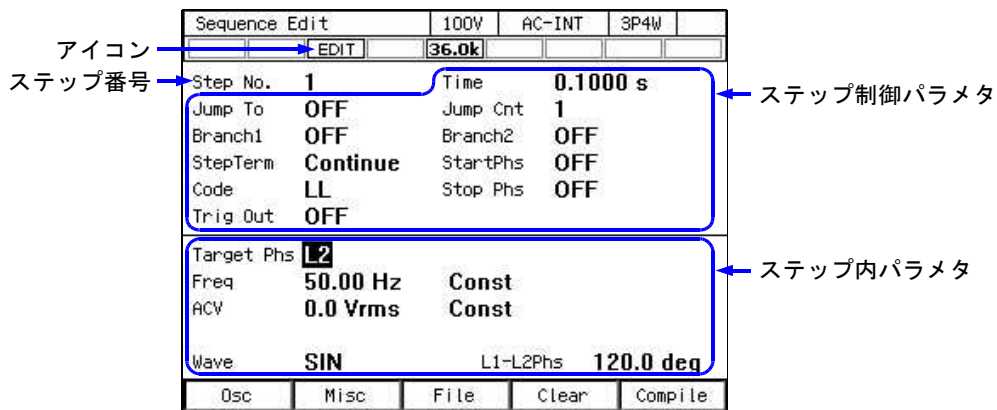 Sequence Edit 100V AC-INT 3P4W
アイコン EDIT 36.0k
ステップ番号 Step No. 1 Time 0.1000 s
ステップ制御パラメタ
Jump To OFF Jump Cnt 1
Branch1 OFF Branch2 OFF
StepTerm Continue StartPhs OFF
Code LL Stop Phs OFF
Trig Out OFF
Target Phs L2
ステップ内パラメタ
Freq 50.00 Hz Const
ACV 0.0 Vrms Const
Wave SIN L1-L2Phs 120.0 deg
Osc Misc File Clear Compile